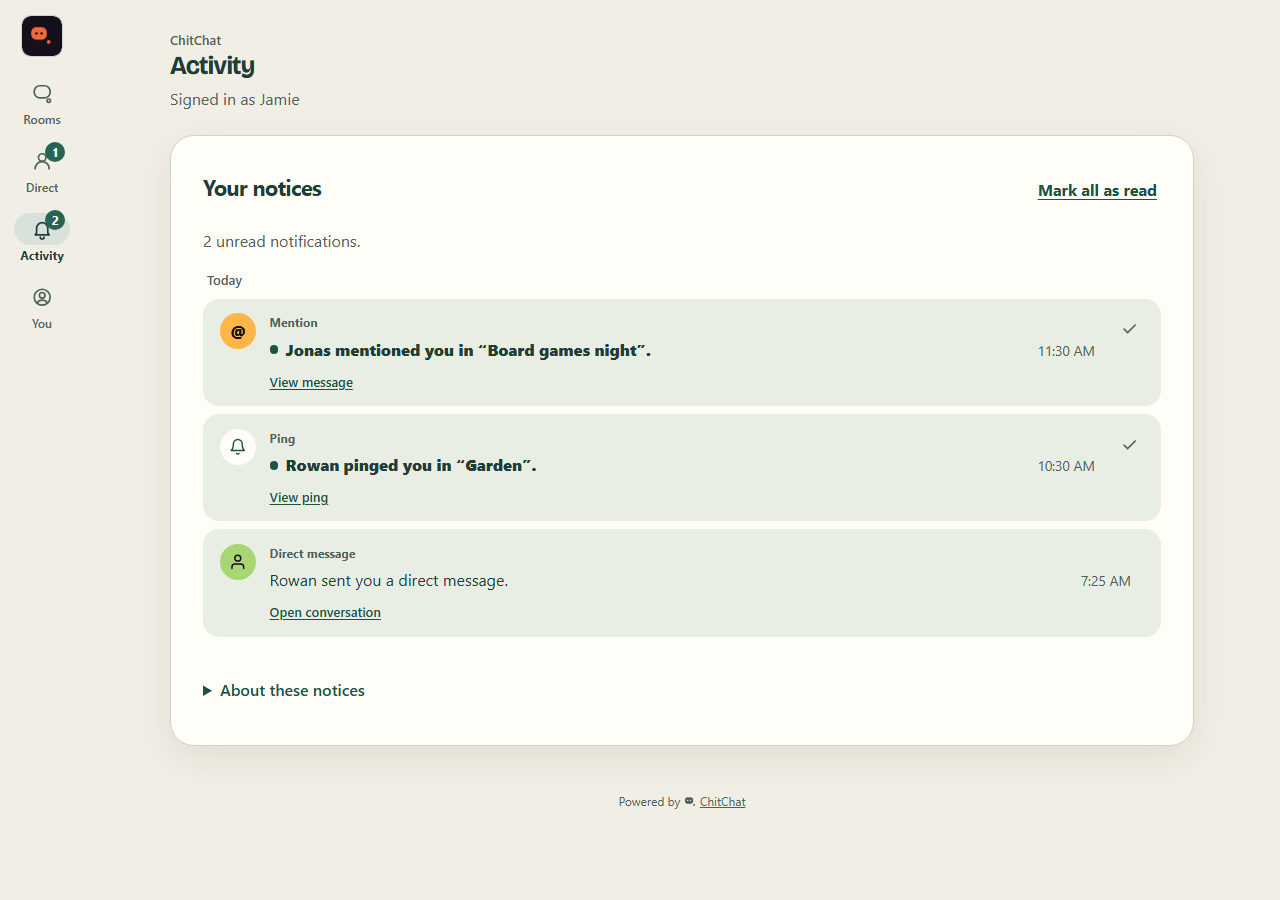 ChitChat
Activity
Signed in as Jamie
Rooms
1
Direct
2
Activity
You
Your notices
Mark all as read
2 unread notifications.
Today
@
Mention
Jonas mentioned you in “Board games night”.
11:30 AM
View message
Ping
Rowan pinged you in “Garden”.
10:30 AM
View ping
Direct message
Rowan sent you a direct message.
7:25 AM
Open conversation
About these notices
Powered by ChitChat